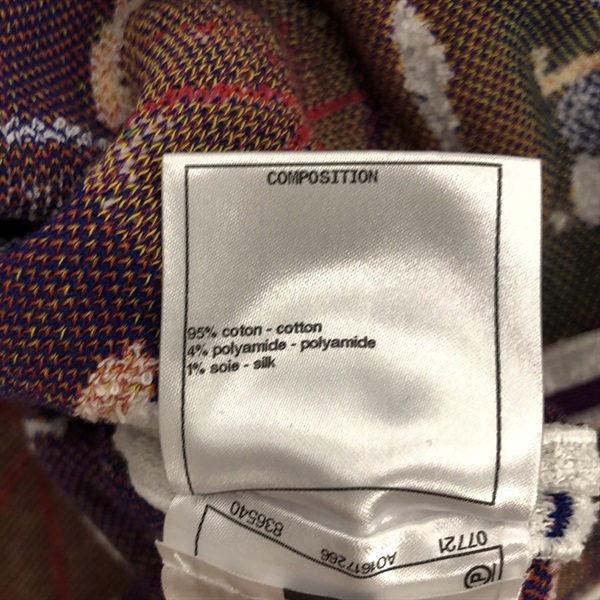 COMPOSITION
95% coton - cotton
4% polyamide - polyamide
1% soie - silk
07721
A01617266
836540
P